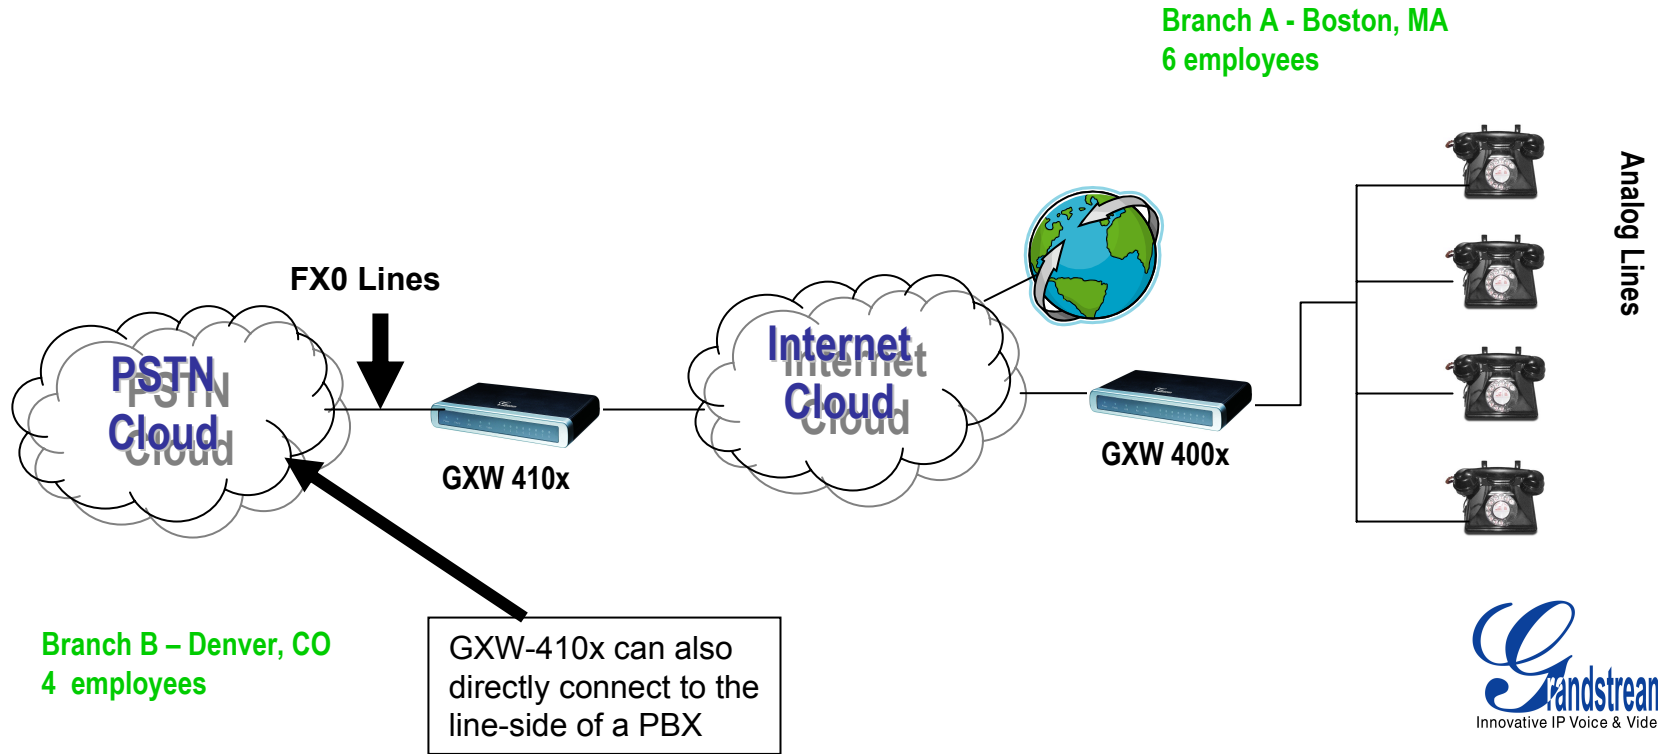 Branch A - Boston, MA
6 employees
Analog Lines
FX0 Lines
PSTN
Cloud
Internet
Cloud
GXW 410x
GXW 400x
Branch B – Denver, CO
4 employees
GXW-410x can also
directly connect to the
line-side of a PBX
Grandstream
Innovative IP Voice & Vide